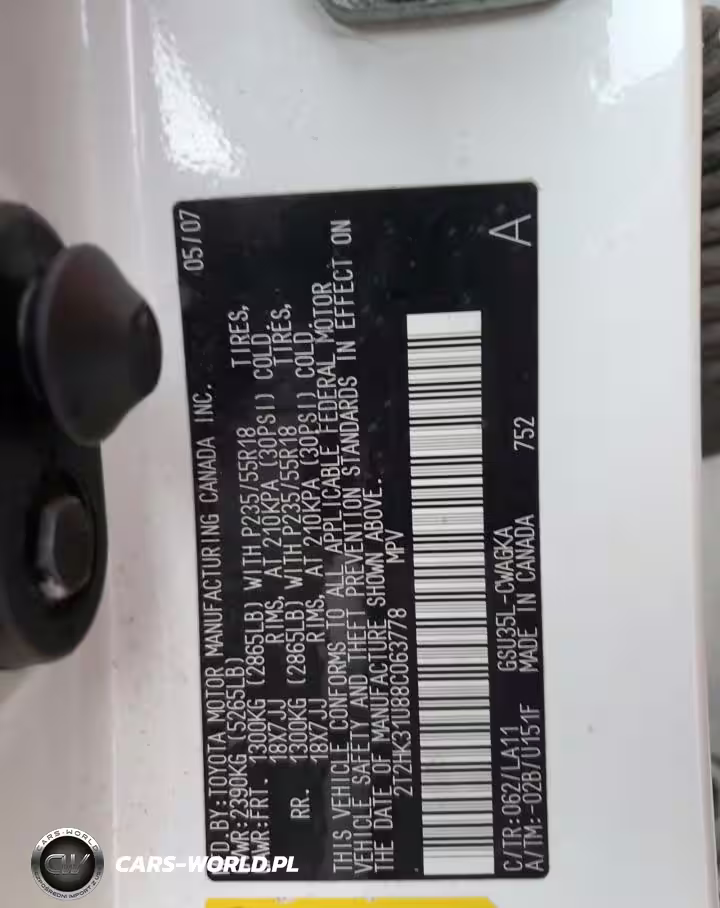 MFD BY:TOYOTA MOTOR MANUFACTURING CANADA INC. 05/07
GVWR:2390KG (5265LB)
GAWR:FRT. 1300KG (2865LB) WITH P235/55R18 TIRES,
18X7JJ RIMS, AT 210KPA (30PSI) COLD.
RR. 1300KG (2865LB) WITH P235/55R18 TIRES,
18X7JJ RIMS, AT 210KPA (30PSI) COLD.
THIS VEHICLE CONFORMS TO ALL APPLICABLE FEDERAL MOTOR
VEHICLE SAFETY AND THEFT PREVENTION STANDARDS IN EFFECT ON
THE DATE OF MANUFACTURE SHOWN ABOVE.
2T2HK31U88C063778 MPV
C/TR:062/LA11 GSU35L-CWAGKA 752 A
A/TM:-02B/U151F MADE IN CANADA
CW
CARS-WORLD.PL